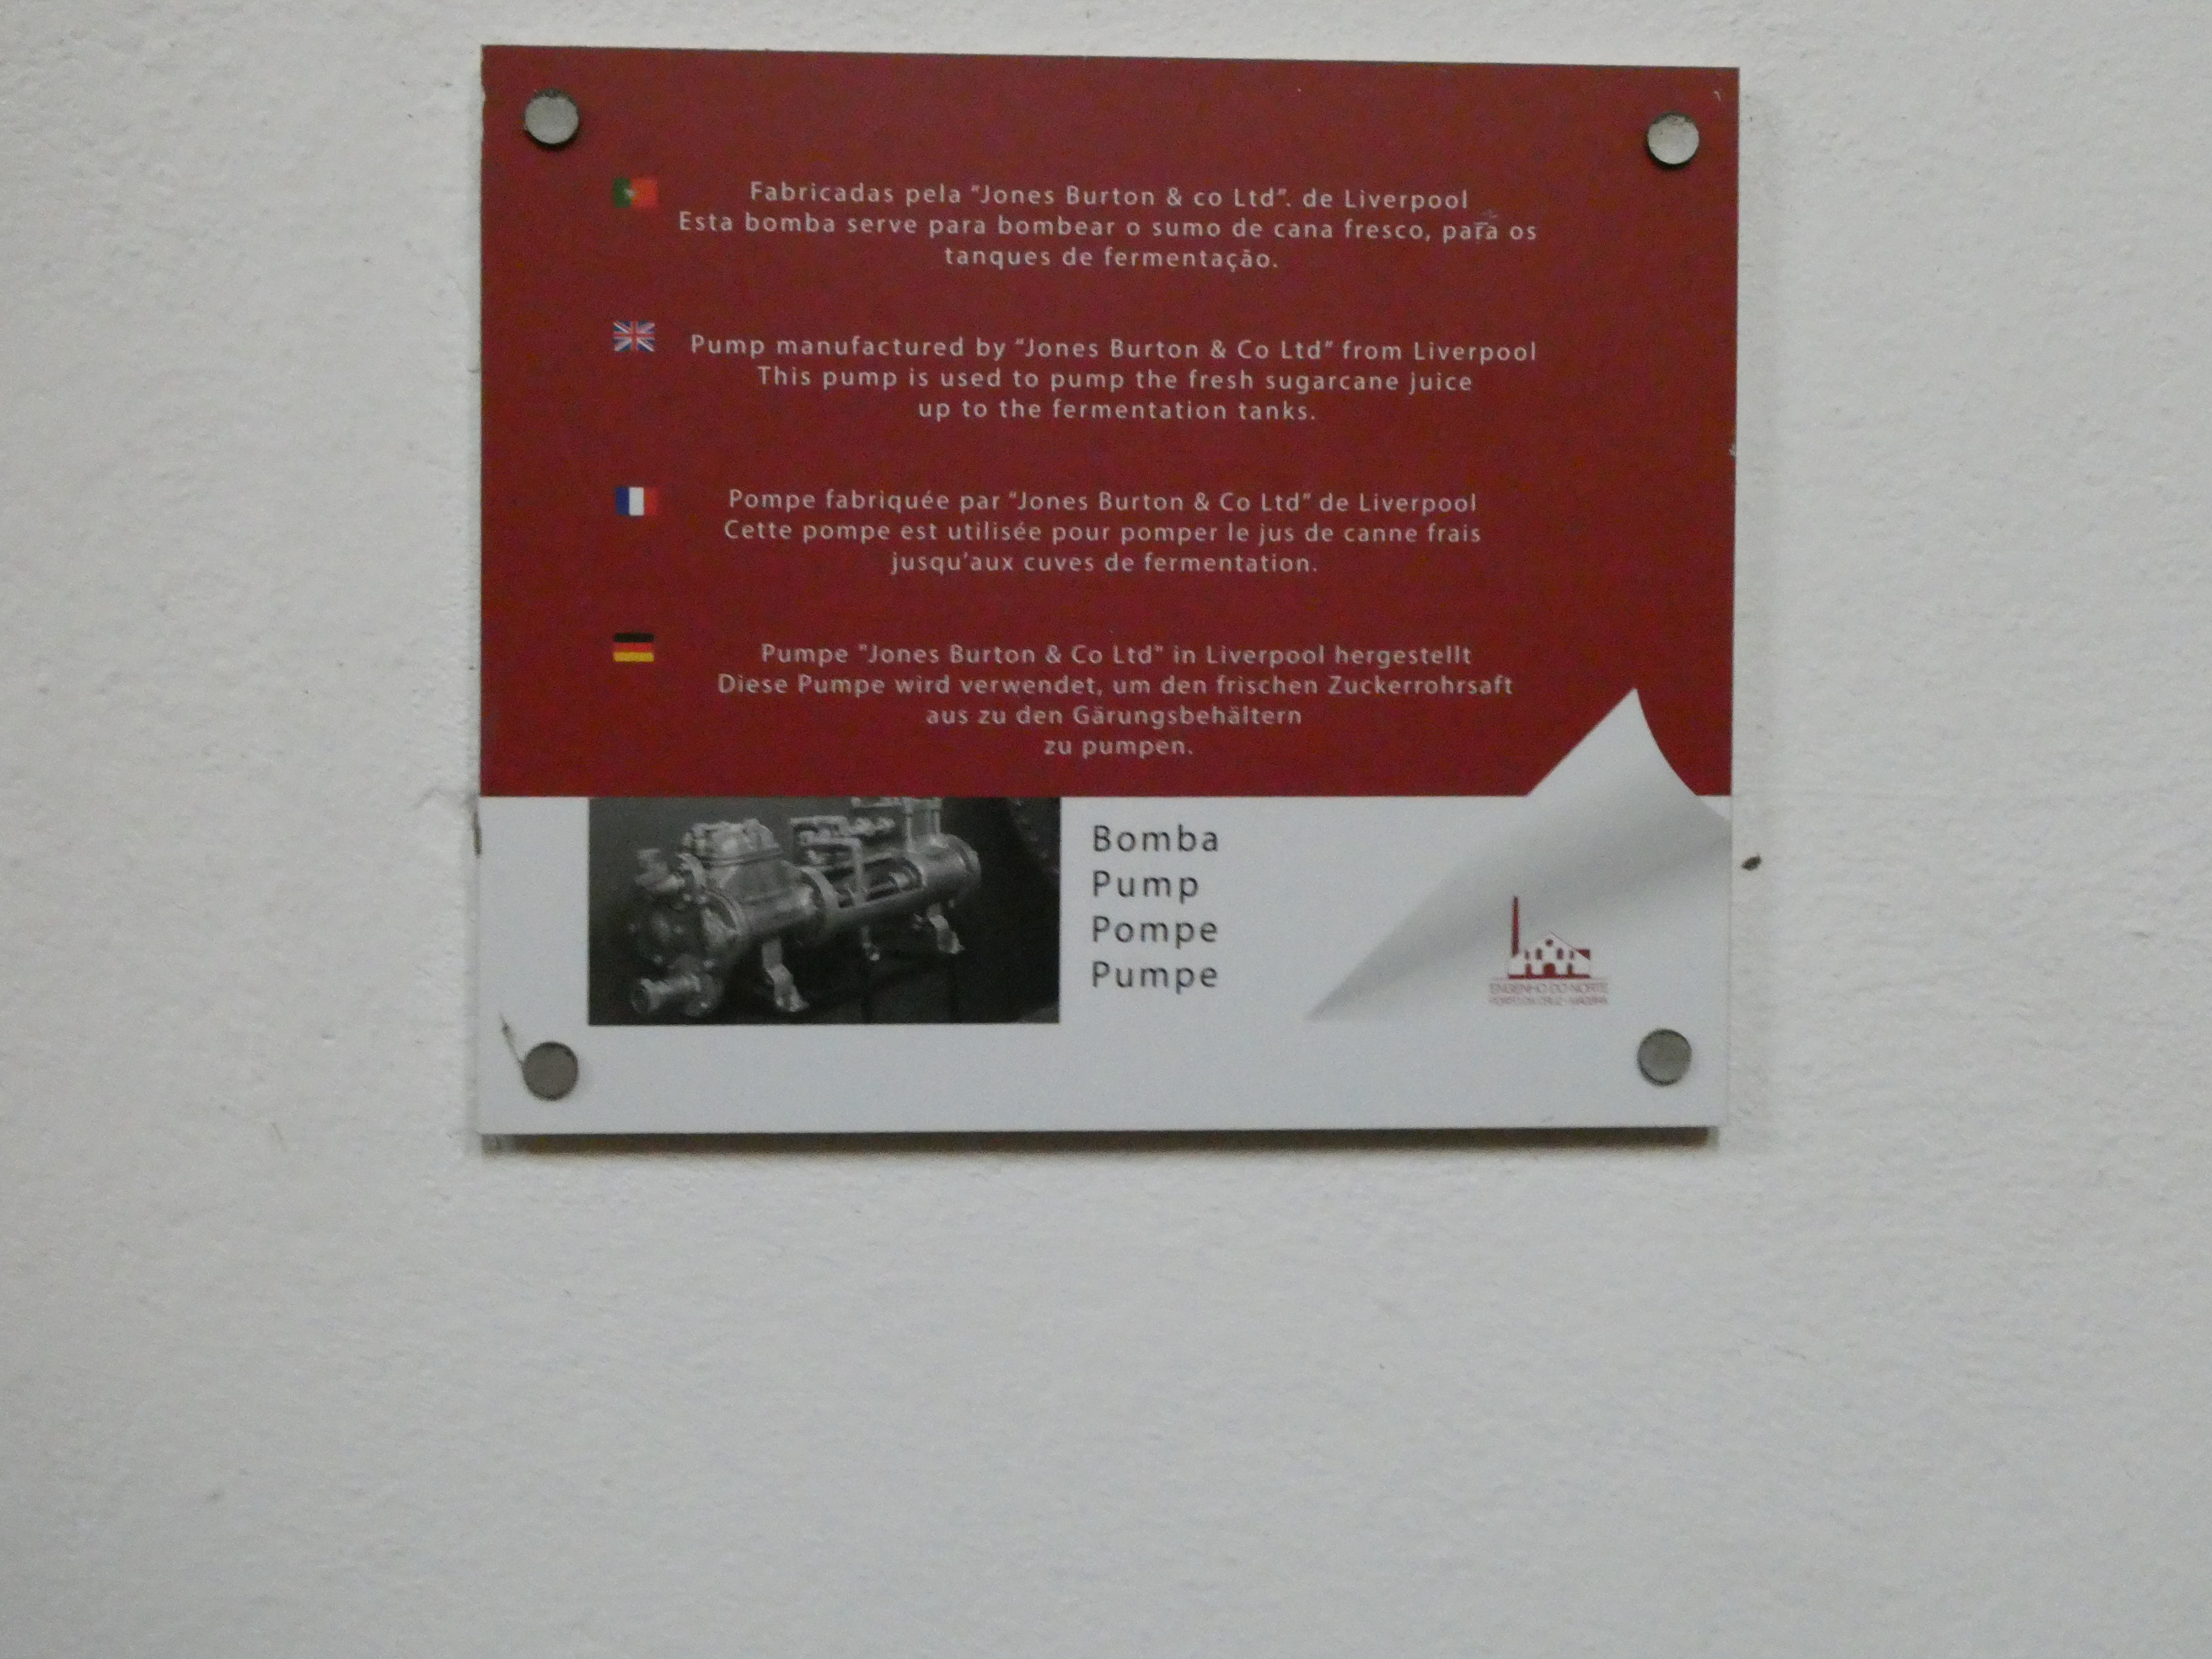 Fabricadas pela "Jones Burton & co Ltd". de Liverpool
Esta bomba serve para bombear o sumo de cana fresco, para os
tanques de fermentação.
Pump manufactured by "Jones Burton & Co Ltd" from Liverpool
This pump is used to pump the fresh sugarcane juice
up to the fermentation tanks.
Pompe fabriquée par "Jones Burton & Co Ltd" de Liverpool
Cette pompe est utilisée pour pomper le jus de canne frais
jusqu'aux cuves de fermentation.
Pumpe "Jones Burton & Co Ltd" in Liverpool hergestellt
Diese Pumpe wird verwendet, um den frischen Zuckerrohrsaft
aus zu den Gärungsbehältern
zu pumpen.
Bomba
Pump
Pompe
Pumpe
ENGENHO DO NORTE
PORTO DA CRUZ - MADEIRA